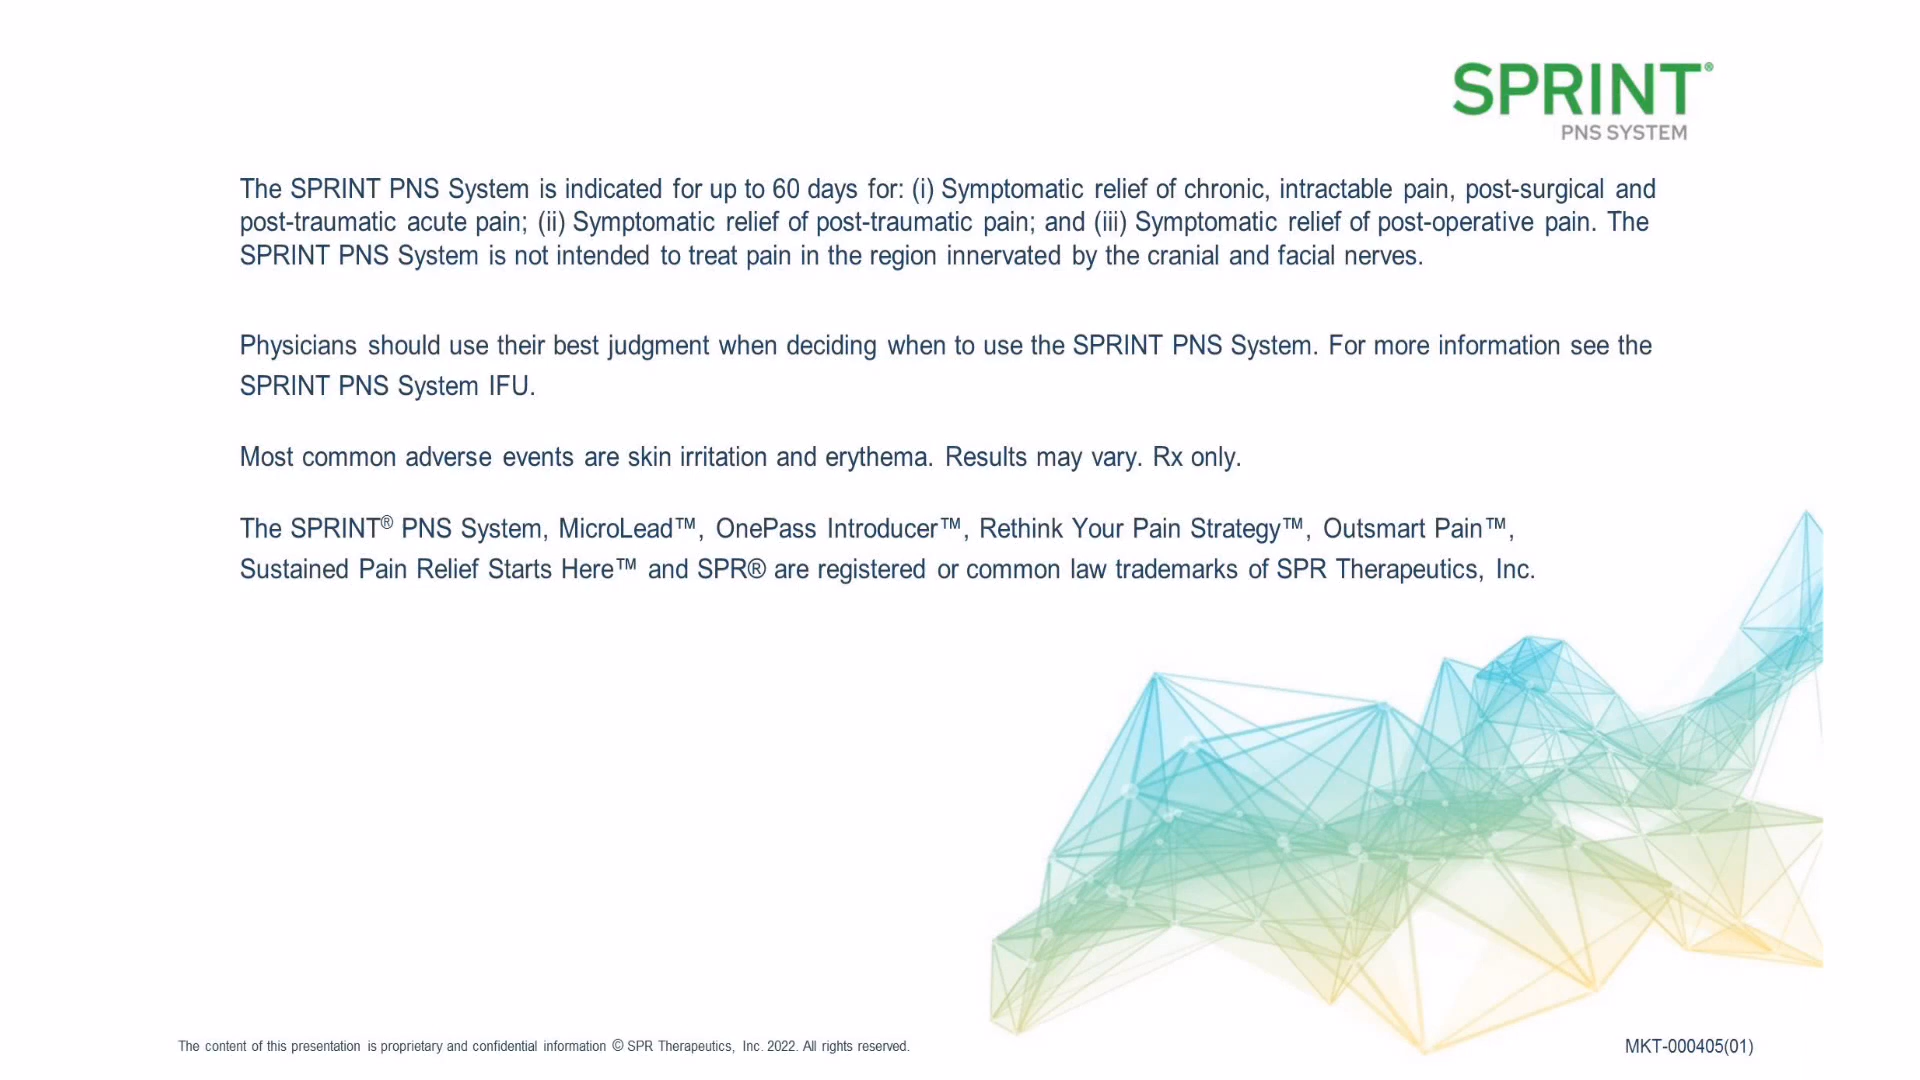 SPRINT®
PNS SYSTEM
The SPRINT PNS System is indicated for up to 60 days for: (i) Symptomatic relief of chronic, intractable pain, post-surgical and
post-traumatic acute pain; (ii) Symptomatic relief of post-traumatic pain; and (iii) Symptomatic relief of post-operative pain. The
SPRINT PNS System is not intended to treat pain in the region innervated by the cranial and facial nerves.
Physicians should use their best judgment when deciding when to use the SPRINT PNS System. For more information see the
SPRINT PNS System IFU.
Most common adverse events are skin irritation and erythema. Results may vary. Rx only.
The SPRINT® PNS System, MicroLead™, OnePass Introducer™, Rethink Your Pain Strategy™, Outsmart Pain™,
Sustained Pain Relief Starts Here™ and SPR® are registered or common law trademarks of SPR Therapeutics, Inc.
The content of this presentation is proprietary and confidential information © SPR Therapeutics, Inc. 2022. All rights reserved.
MKT-000405(01)